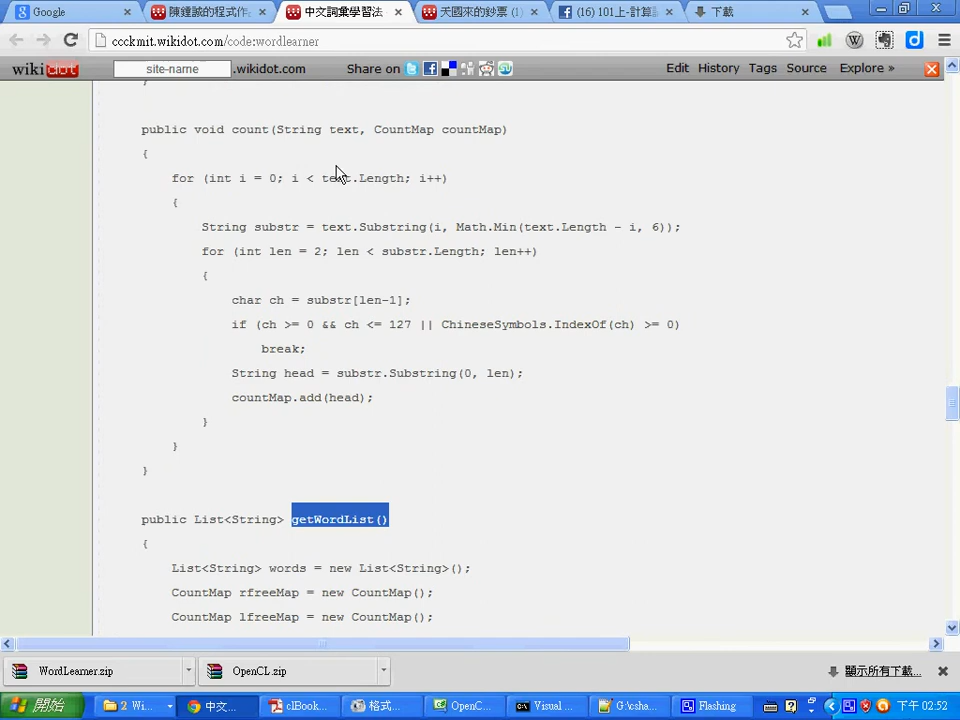 Google
陳鍾誠的程式作品
中文詞彙學習法
天國來的鈔票 (1)
(16) 101上-計算
下載
ccckmit.wikidot.com/code:wordlearner
wikidot
site-name
.wikidot.com
Share on
Edit
History
Tags
Source
Explore »
public void count(String text, CountMap countMap)
{
for (int i = 0; i < text.Length; i++)
{
String substr = text.Substring(i, Math.Min(text.Length - i, 6));
for (int len = 2; len < substr.Length; len++)
{
char ch = substr[len-1];
if (ch >= 0 && ch <= 127 || ChineseSymbols.IndexOf(ch) >= 0)
break;
String head = substr.Substring(0, len);
countMap.add(head);
}
}
}
public List<String> getWordList()
{
List<String> words = new List<String>();
CountMap rfreeMap = new CountMap();
CountMap lfreeMap = new CountMap();
WordLearner.zip
OpenCL.zip
顯示所有下載...
開始
2 Wi...
中文...
clBook...
格式...
OpenC...
Visual ...
G:\csha...
Flashing
下午 02:52